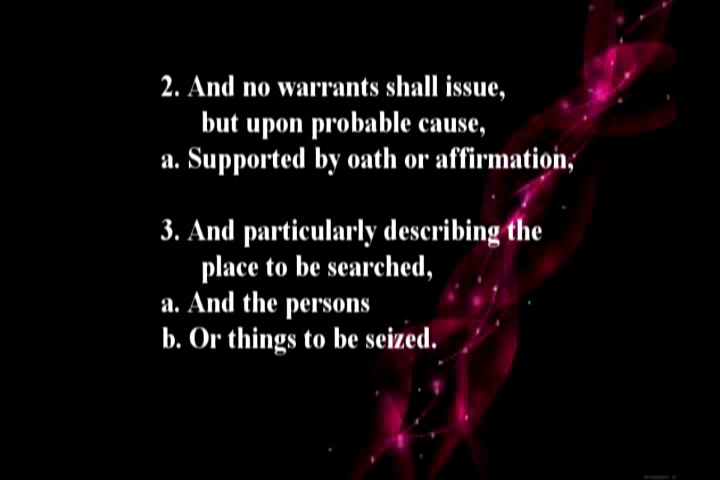 2. And no warrants shall issue,
but upon probable cause,
a. Supported by oath or affirmation,
3. And particularly describing the
place to be searched,
a. And the persons
b. Or things to be seized.